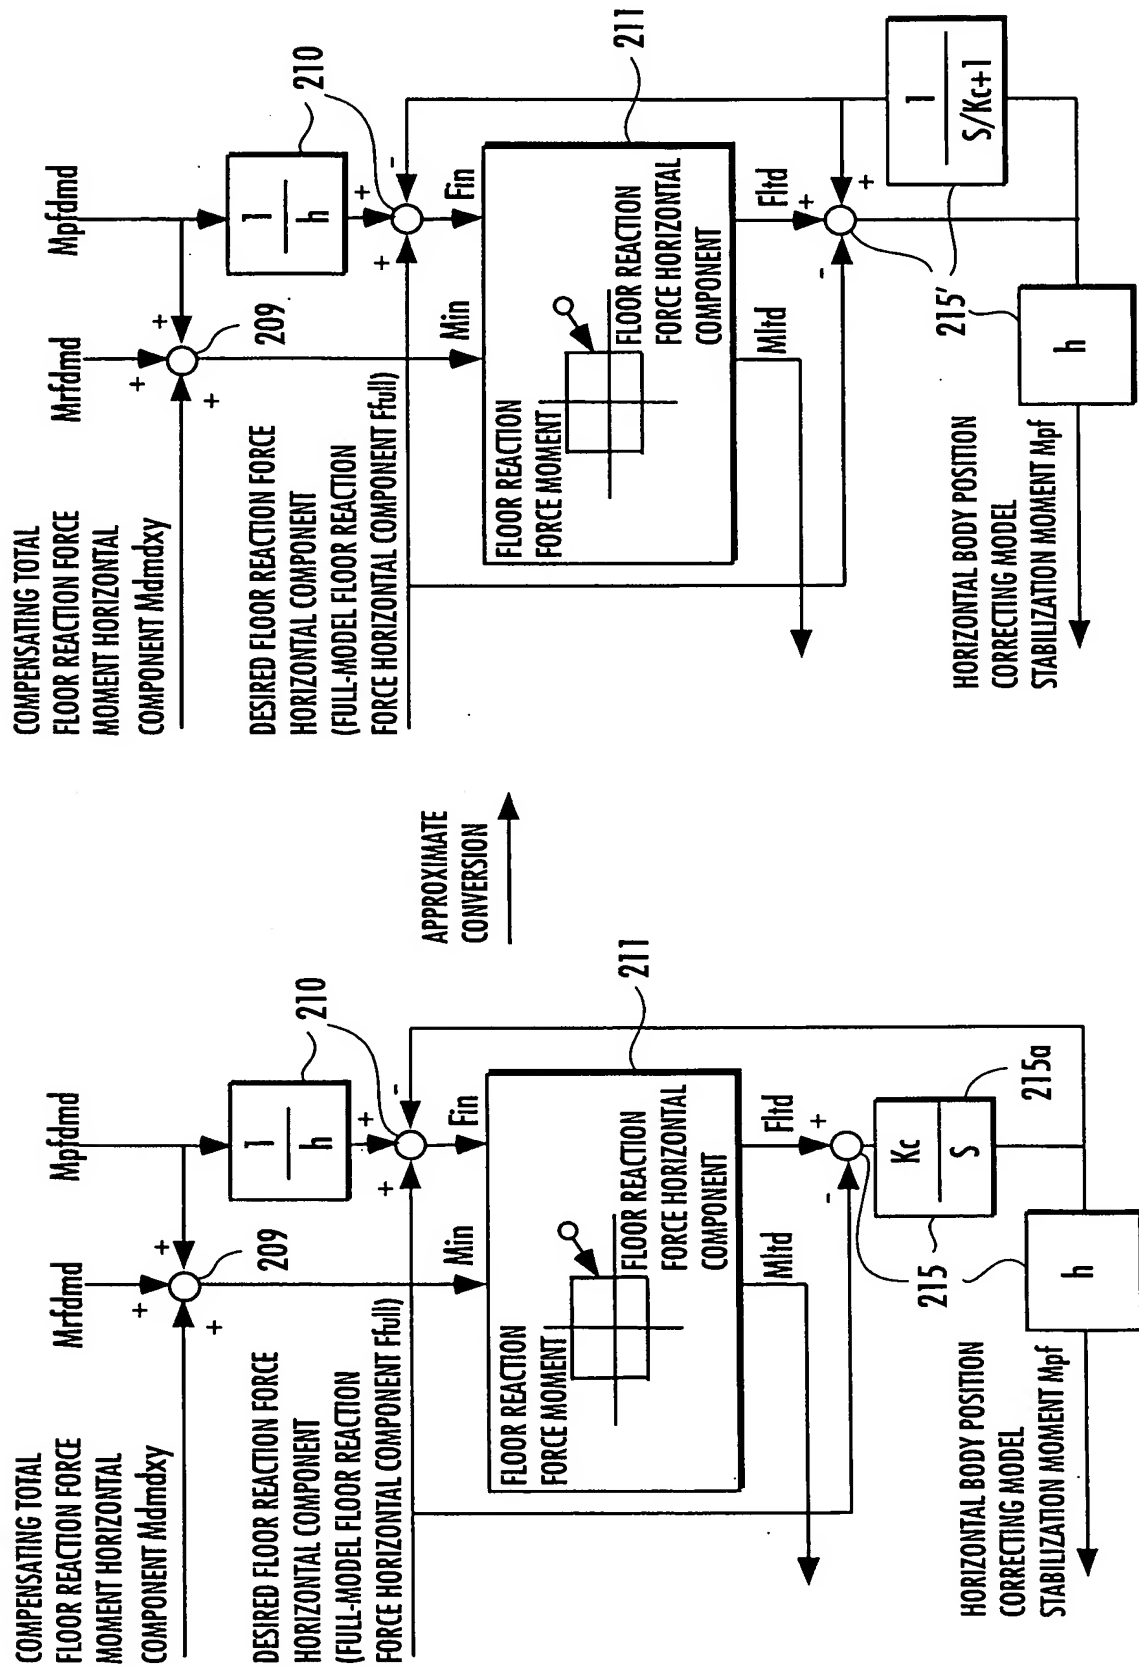 COMPENSATING TOTAL
FLOOR REACTION FORCE
MOMENT HORIZONTAL
COMPONENT Mdmdxy
Mrfdmd
Mpfdmd
+
+
+
209
1
h
210
DESIRED FLOOR REACTION FORCE
HORIZONTAL COMPONENT
(FULL-MODEL FLOOR REACTION
FORCE HORIZONTAL COMPONENT Ffull)
+
+
-
Min
Fin
211
FLOOR REACTION
FORCE MOMENT
FLOOR REACTION
FORCE HORIZONTAL
COMPONENT
Mltd
Fltd
+
-
Kc
S
215a
215
h
HORIZONTAL BODY POSITION
CORRECTING MODEL
STABILIZATION MOMENT Mpf
APPROXIMATE
CONVERSION
COMPENSATING TOTAL
FLOOR REACTION FORCE
MOMENT HORIZONTAL
COMPONENT Mdmdxy
Mrfdmd
Mpfdmd
+
+
+
209
1
h
210
DESIRED FLOOR REACTION FORCE
HORIZONTAL COMPONENT
(FULL-MODEL FLOOR REACTION
FORCE HORIZONTAL COMPONENT Ffull)
+
+
-
Min
Fin
211
FLOOR REACTION
FORCE MOMENT
FLOOR REACTION
FORCE HORIZONTAL
COMPONENT
Mltd
Fltd
+
-
+
1
S/Kc+1
215'
h
HORIZONTAL BODY POSITION
CORRECTING MODEL
STABILIZATION MOMENT Mpf